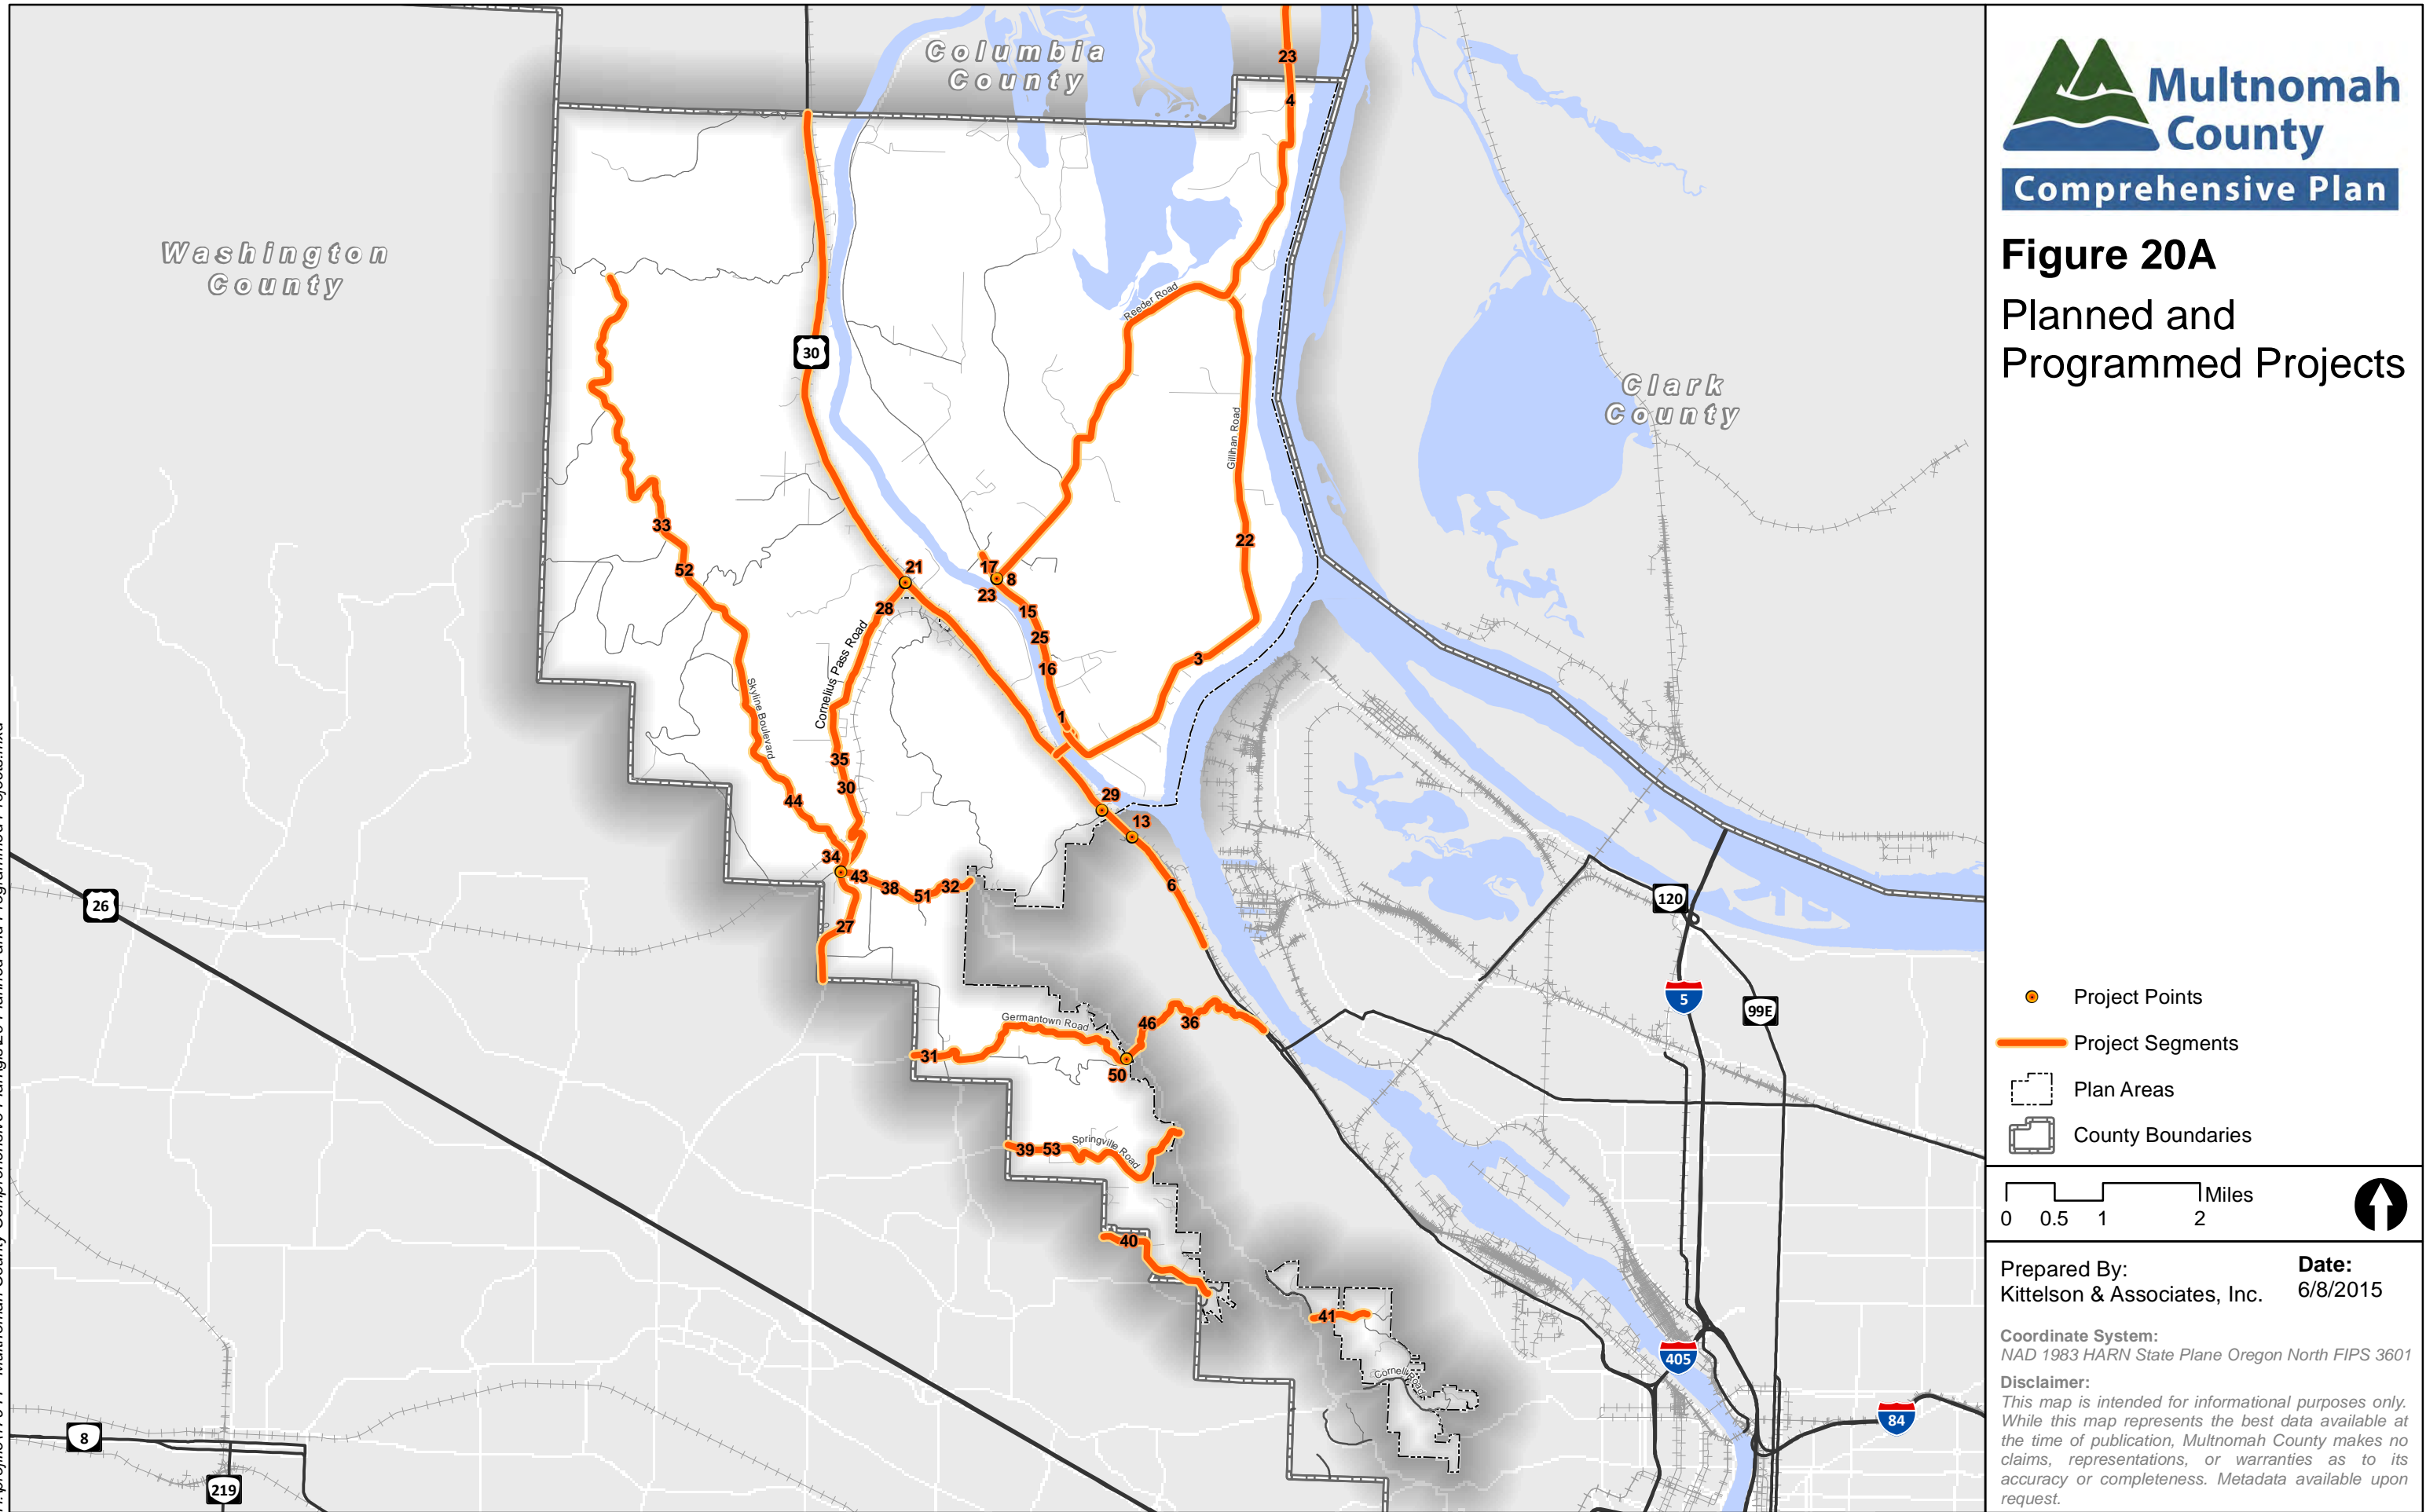 Columbia
County
Washington
County
Clark
County
23
4
30
Reeder Road
Gillihan Road
33
52
21
28
17
8
23
15
25
16
22
3
1
Cornelius Pass Road
Skyline Boulevard
35
30
44
29
13
6
34
43
38
51
32
27
26
120
5
99E
Germantown Road
31
46
36
50
39
53
Springville Road
40
41
Cornell Road
405
84
8
219
Multnomah
County
Comprehensive Plan
Figure 20A
Planned and
Programmed Projects
Project Points
Project Segments
Plan Areas
County Boundaries
Miles
0 0.5 1 2
Prepared By:
Kittelson & Associates, Inc.
Date:
6/8/2015
Coordinate System:
NAD 1983 HARN State Plane Oregon North FIPS 3601
Disclaimer:
This map is intended for informational purposes only.
While this map represents the best data available at
the time of publication, Multnomah County makes no
claims, representations, or warranties as to its
accuracy or completeness. Metadata available upon
request.